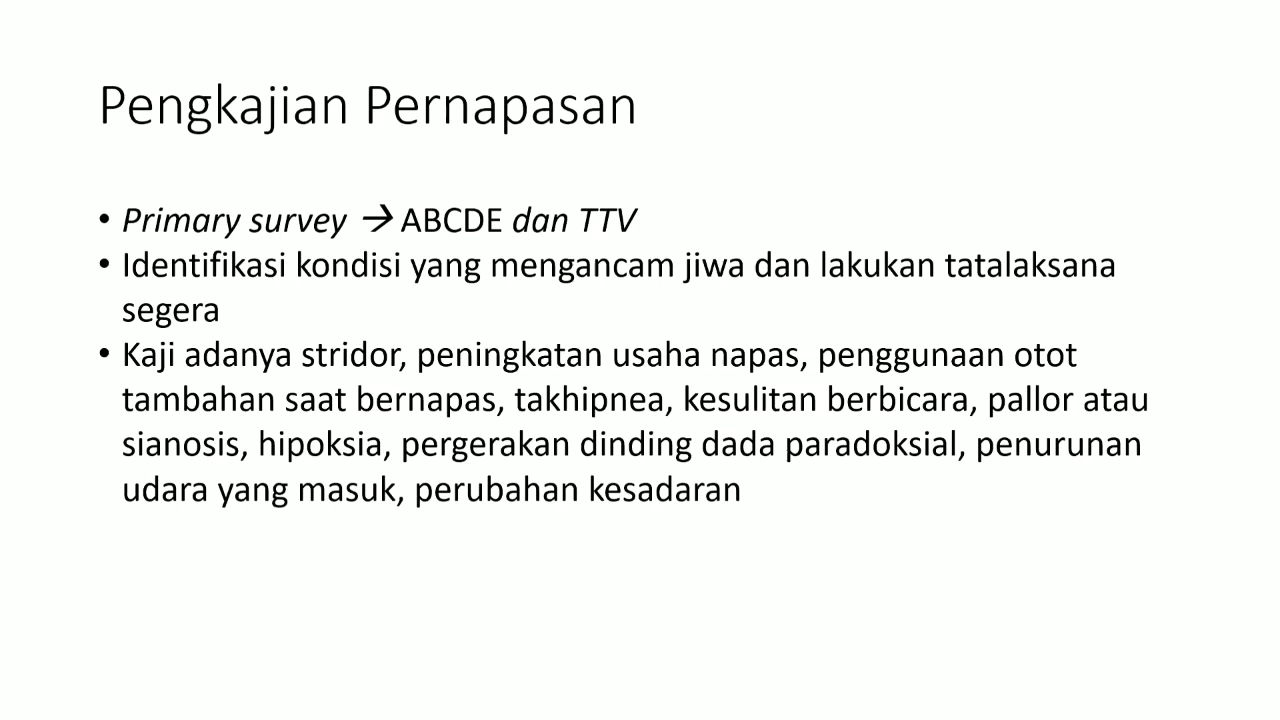 Pengkajian Pernapasan
• Primary survey → ABCDE dan TTV
• Identifikasi kondisi yang mengancam jiwa dan lakukan tatalaksana
segera
• Kaji adanya stridor, peningkatan usaha napas, penggunaan otot
tambahan saat bernapas, takhipnea, kesulitan berbicara, pallor atau
sianosis, hipoksia, pergerakan dinding dada paradoksial, penurunan
udara yang masuk, perubahan kesadaran